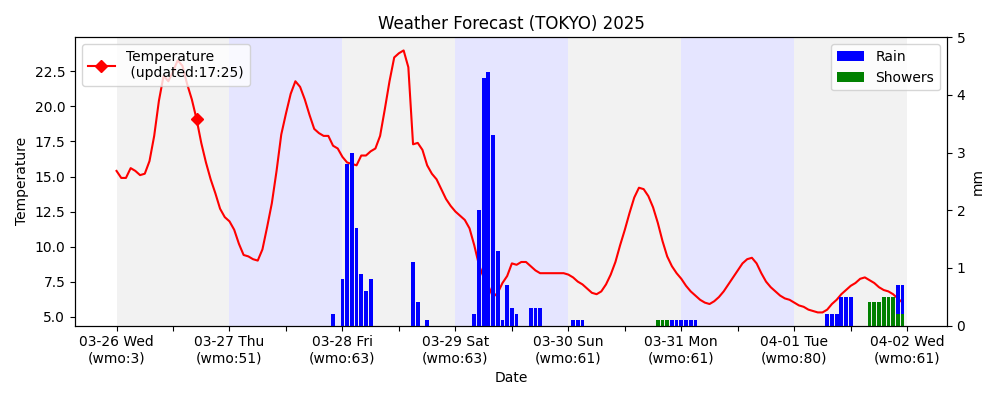 Weather Forecast (TOKYO) 2025
Temperature
(updated:17:25)
Rain
Showers
Temperature
22.5
20.0
17.5
15.0
12.5
10.0
7.5
5.0
5
4
3
2
1
0
mm
03-26 Wed
(wmo:3)
03-27 Thu
(wmo:51)
03-28 Fri
(wmo:63)
03-29 Sat
(wmo:63)
03-30 Sun
(wmo:61)
03-31 Mon
(wmo:61)
04-01 Tue
(wmo:80)
04-02 Wed
(wmo:61)
Date